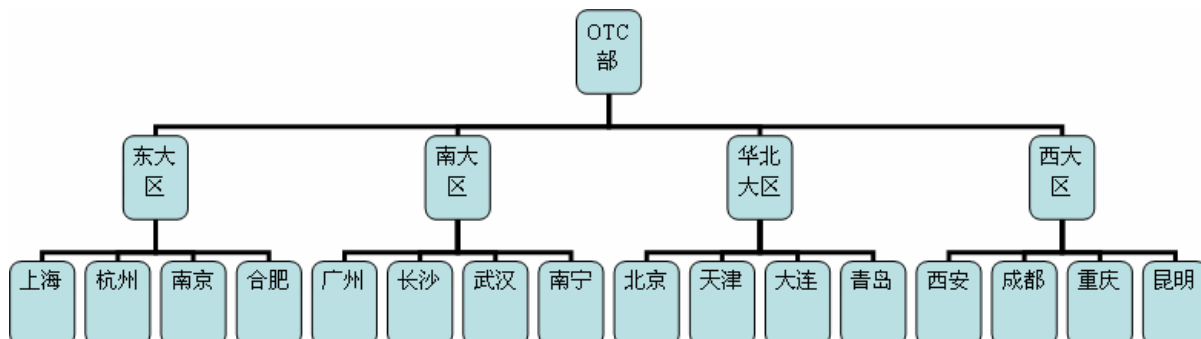 OTC
部
东大
区
南大
区
华北
大区
西大
区
上海
杭州
南京
合肥
广州
长沙
武汉
南宁
北京
天津
大连
青岛
西安
成都
重庆
昆明